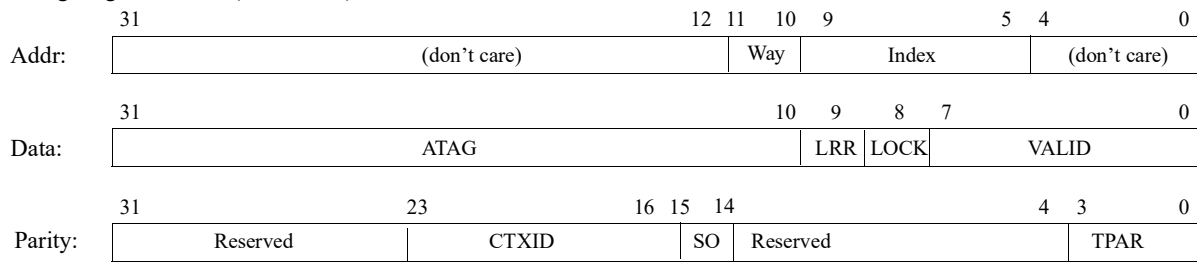 31 12 11 10 9 5 4 0
Addr: (don't care) Way Index (don't care)
31 10 9 8 7 0
Data: ATAG LRR LOCK VALID
31 23 16 15 14 4 3 0
Parity: Reserved CTXID SO Reserved TPAR